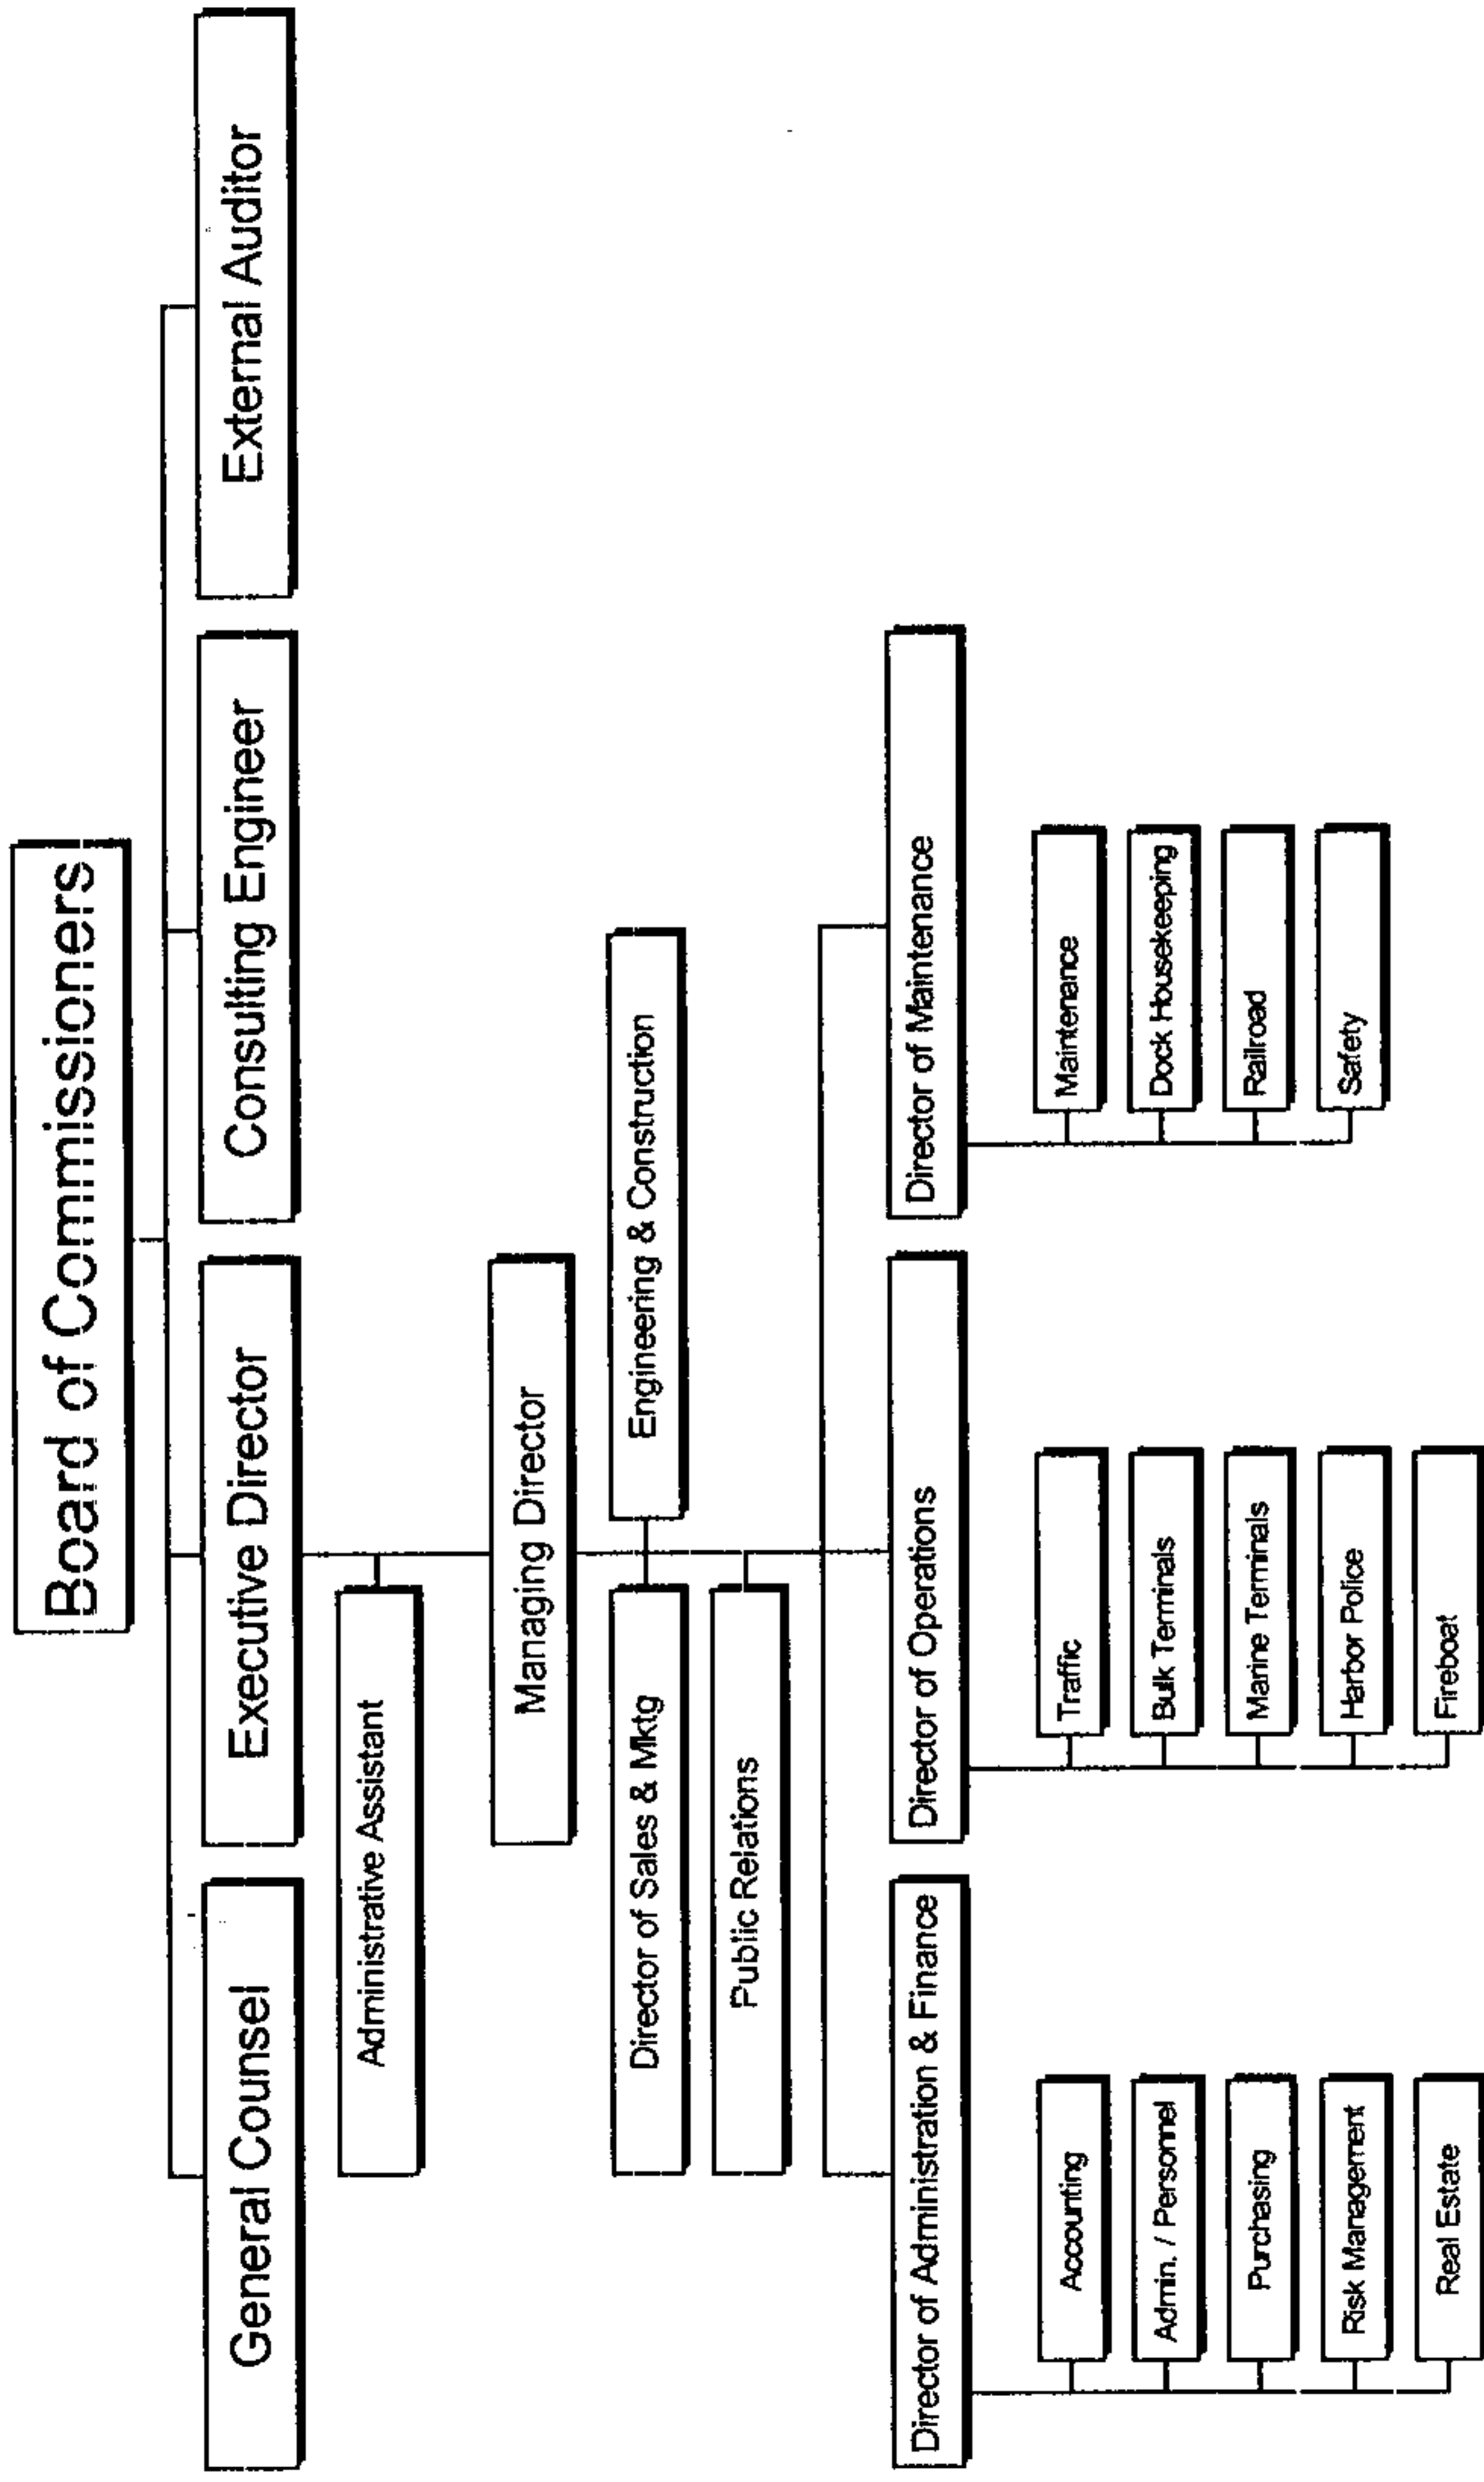 Board of Commissioners
General Counsel
Executive Director
Consulting Engineer
External Auditor
Administrative Assistant
Managing Director
Director of Sales & Mktg
Engineering & Construction
Public Relations
Director of Administration & Finance
Director of Operations
Director of Maintenance
Accounting
Admin. / Personnel
Purchasing
Risk Management
Real Estate
Traffic
Bulk Terminals
Marine Terminals
Harbor Police
Fireboat
Maintenance
Dock Housekeeping
Railroad
Safety